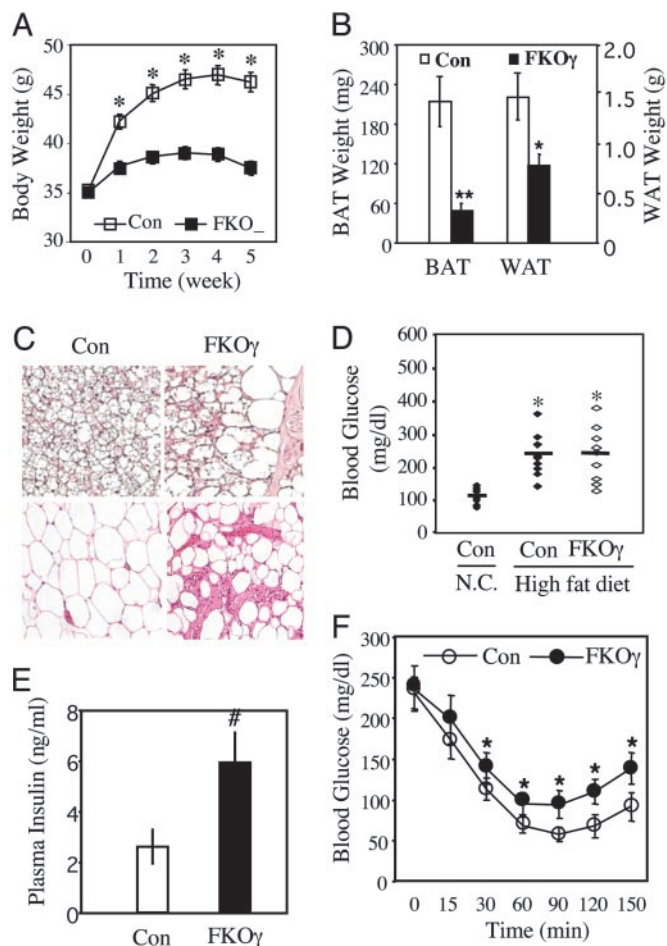 A
Body Weight (g)
50
45
40
35
30
* * * * *
Con FKO_
0 1 2 3 4 5
Time (week)
B
BAT Weight (mg)
300
240
180
120
60
0
Con FKOγ
**
*
2.0
1.5
1.0
0.5
0
WAT Weight (g)
BAT WAT
C
Con FKOγ
D
Blood Glucose
(mg/dl)
600
500
400
300
200
100
0
* *
Con Con FKOγ
N.C. High fat diet
E
Plasma Insulin (ng/ml)
8
6
4
2
0
#
Con FKOγ
F
Blood Glucose (mg/dl)
250
200
150
100
50
0
Con FKOγ
* * * * *
0 15 30 60 90 120 150
Time (min)